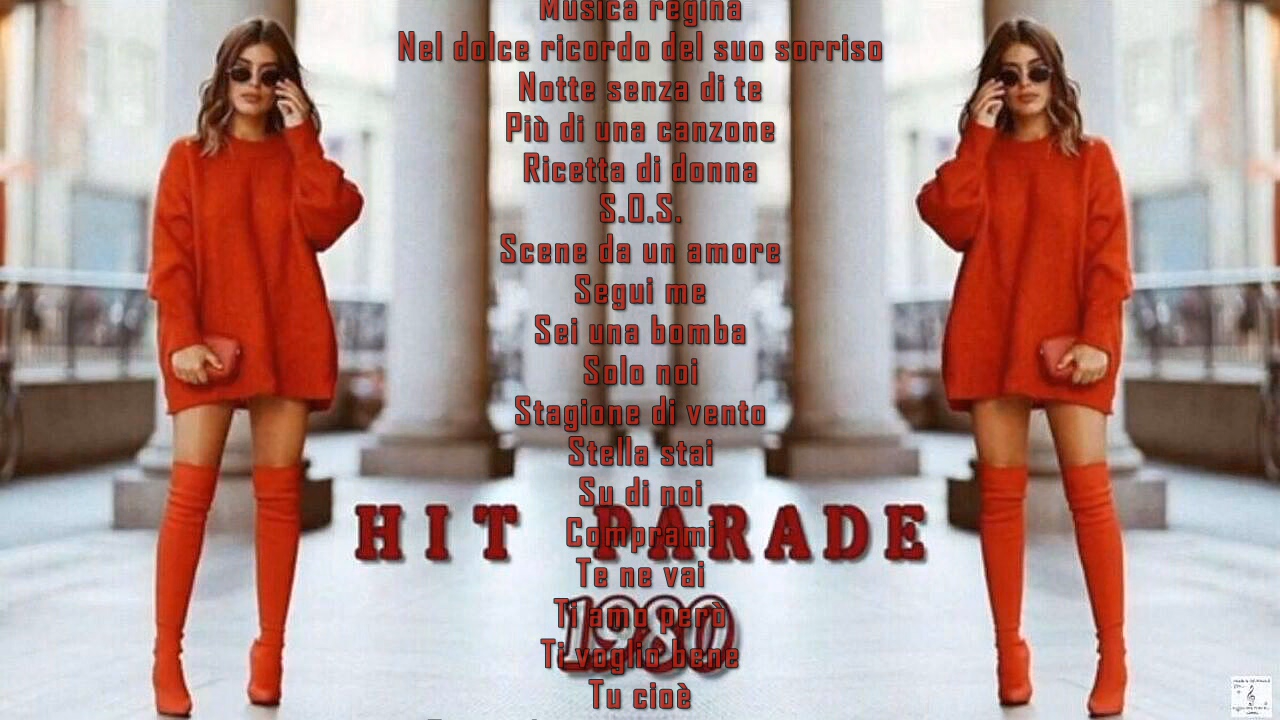 Musica regina
Nel dolce ricordo del suo sorriso
Notte senza di te
Più di una canzone
Ricetta di donna
S.O.S.
Scene da un amore
Segui me
Sei una bomba
Solo noi
Stagione di vento
Stella stai
Su di noi
HIT PARADE
Comprami
Te ne vai
Ti amo però
1980
Ti voglio bene
Tu cioè